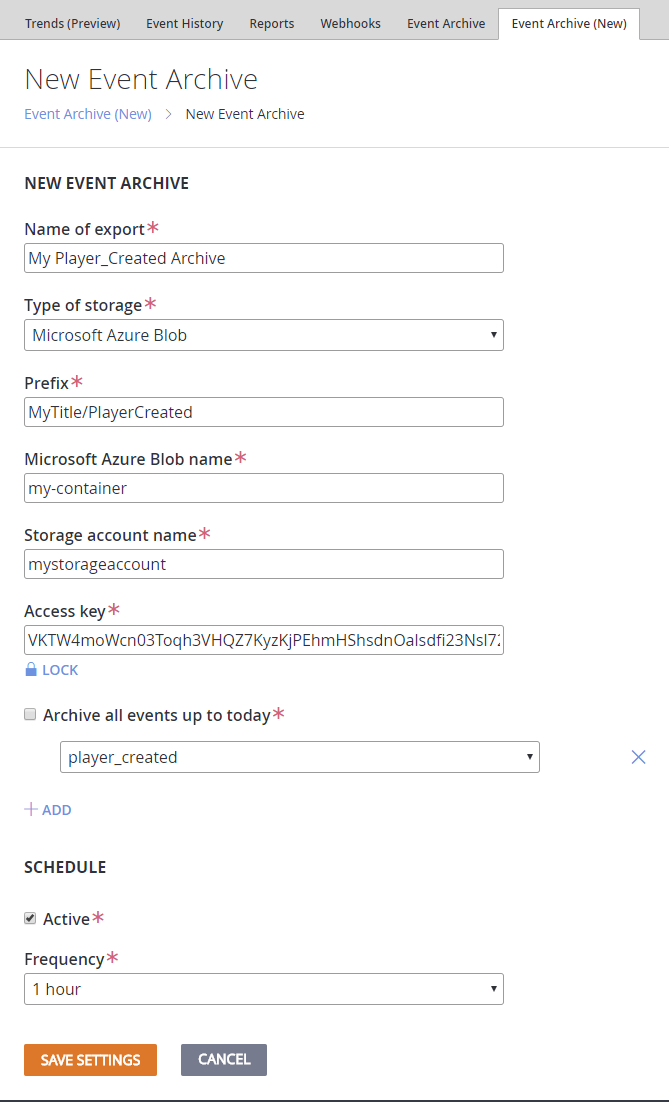 Trends (Preview) Event History Reports Webhooks Event Archive Event Archive (New)
New Event Archive
Event Archive (New) > New Event Archive
NEW EVENT ARCHIVE
Name of export*
My Player_Created Archive
Type of storage*
Microsoft Azure Blob
Prefix*
MyTitle/PlayerCreated
Microsoft Azure Blob name*
my-container
Storage account name*
mystorageaccount
Access key*
VKTW4moWcn03Toqh3VHQZ7KyzKjPEhmHShsdnOalsdfi23Nsl72
LOCK
Archive all events up to today*
player_created
+ ADD
SCHEDULE
Active*
Frequency*
1 hour
SAVE SETTINGS CANCEL